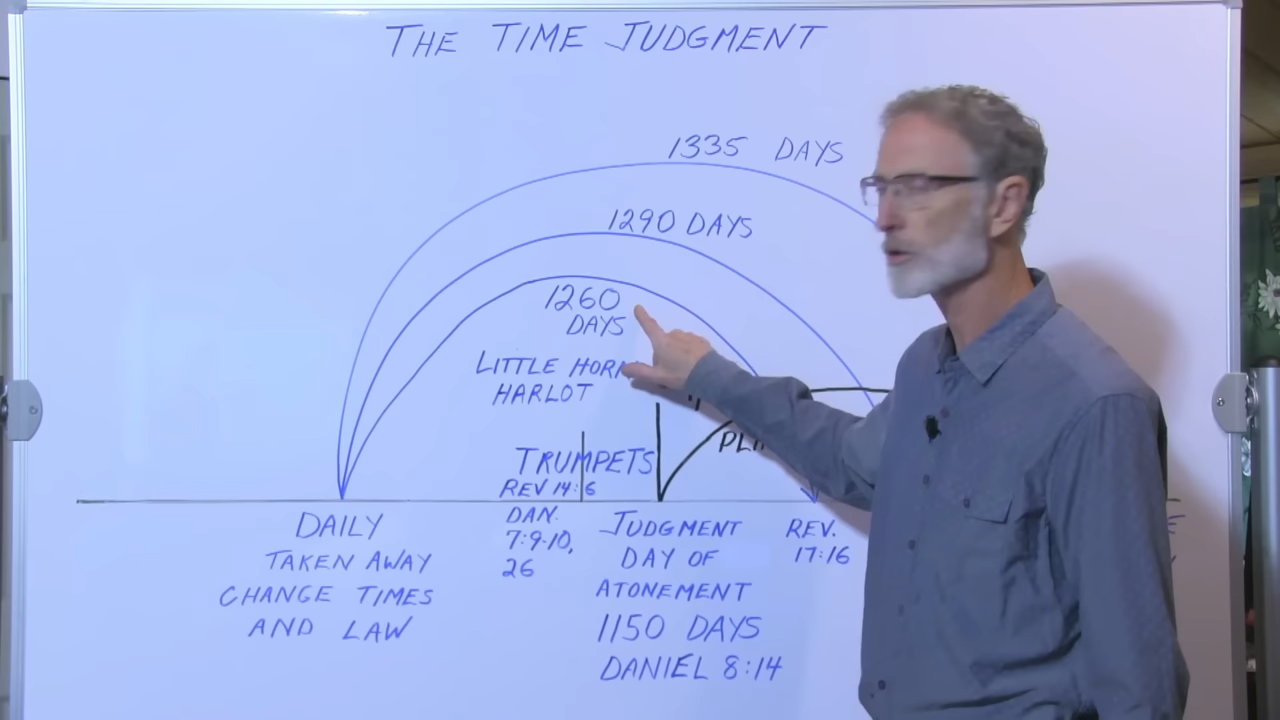 THE TIME JUDGMENT
1335 DAYS
1290 DAYS
1260
DAYS
LITTLE HORN
HARLOT
TRUMPETS
REV 14:6
DAN.
7:9-10,
26
DAILY
TAKEN AWAY
CHANGE TIMES
AND LAW
JUDGMENT
DAY OF
ATONEMENT
1150 DAYS
DANIEL 8:14
REV.
17:16